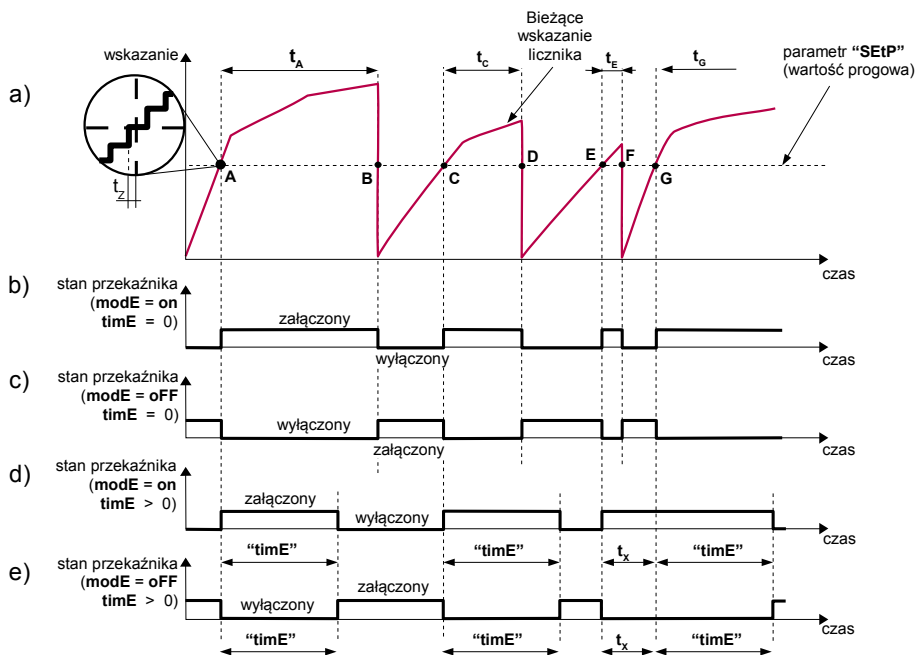 a)
wskazanie
tA
Bieżące
wskazanie
licznika
tC
tE
tG
parametr “SEtP”
(wartość progowa)
tZ
A
B
C
D
E
F
G
czas
b)
stan przekaźnika
(modE = on
timE = 0)
załączony
wyłączony
czas
c)
stan przekaźnika
(modE = oFF
timE = 0)
wyłączony
załączony
czas
d)
stan przekaźnika
(modE = on
timE > 0)
załączony
wyłączony
czas
“timE”
“timE”
tX
“timE”
e)
stan przekaźnika
(modE = oFF
timE > 0)
wyłączony
załączony
czas
“timE”
“timE”
tX
“timE”